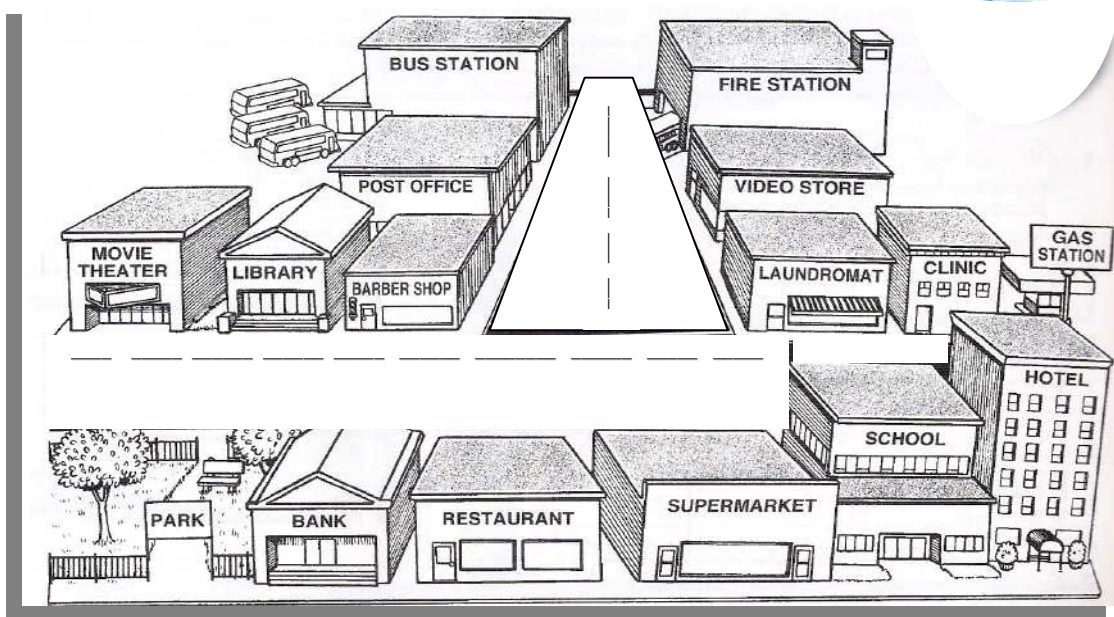 BUS STATION
FIRE STATION
POST OFFICE
VIDEO STORE
MOVIE
THEATER
LIBRARY
BARBER SHOP
LAUNDROMAT
CLINIC
GAS
STATION
HOTEL
SCHOOL
PARK
BANK
RESTAURANT
SUPERMARKET